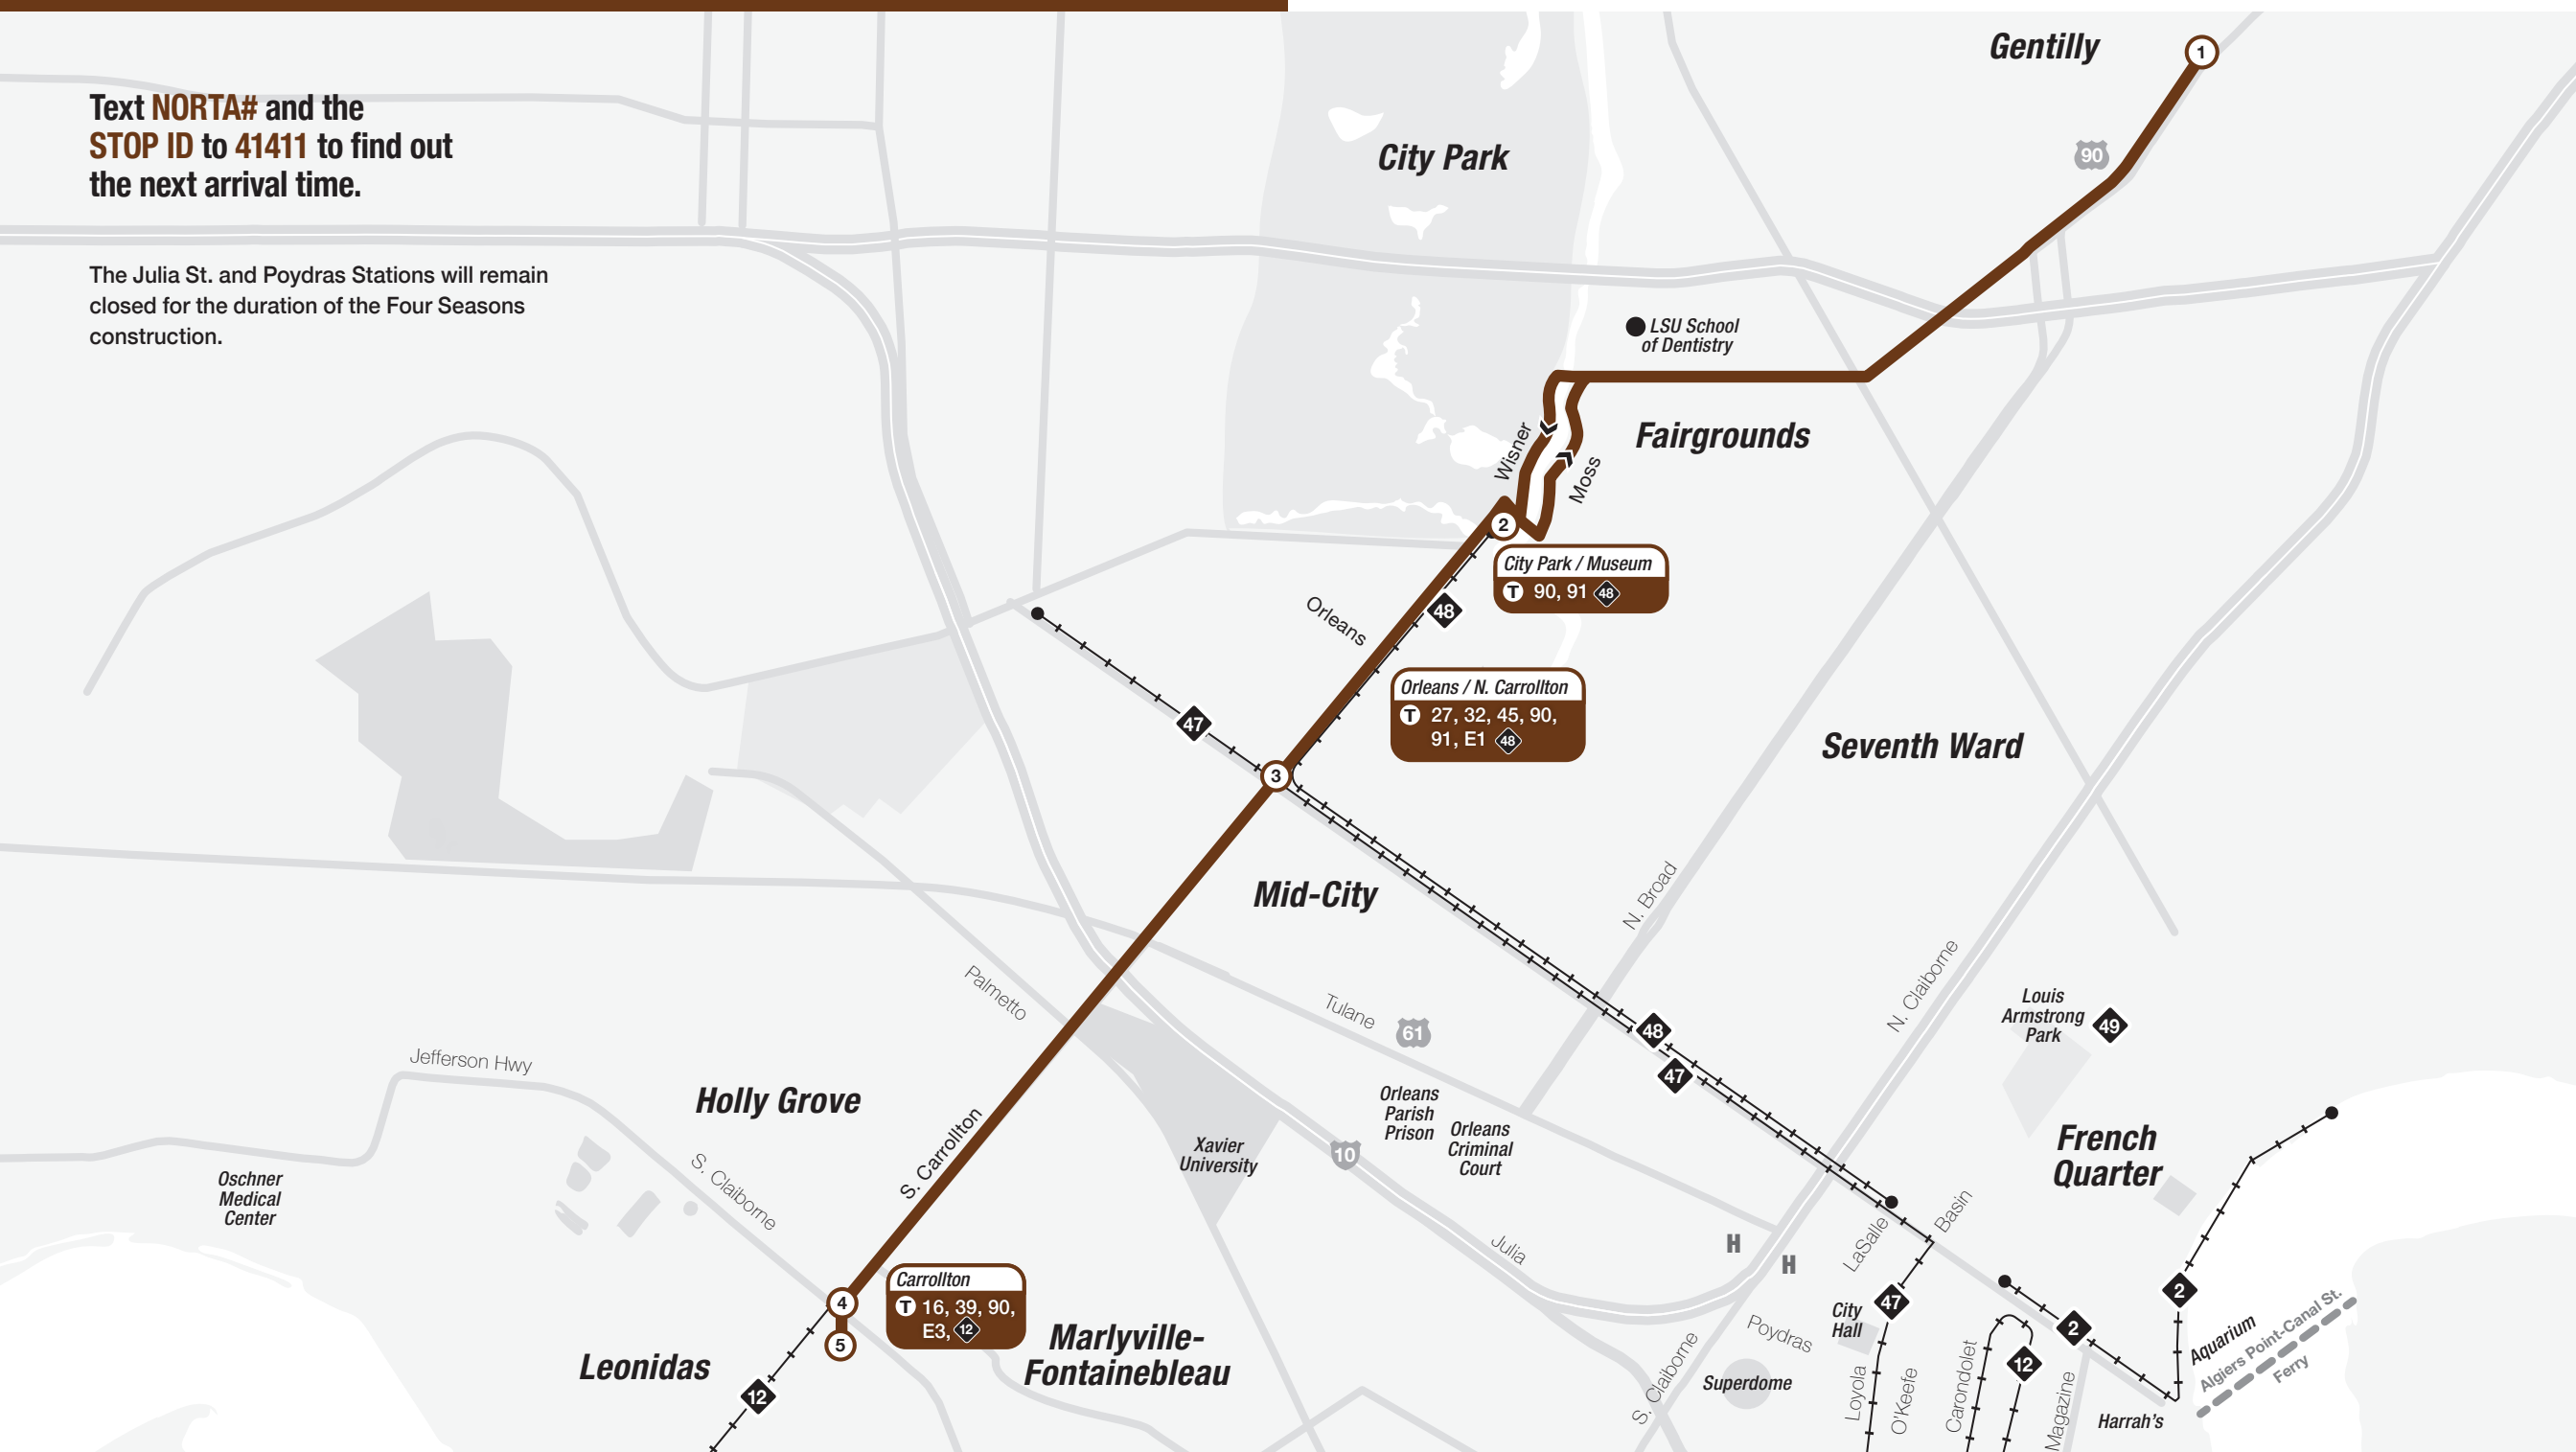 Text NORTA# and the
STOP ID to 41411 to find out
the next arrival time.
The Julia St. and Poydras Stations will remain
closed for the duration of the Four Seasons
construction.
Gentilly
1
90
City Park
LSU School
of Dentistry
Fairgrounds
Wisner
Moss
2
City Park / Museum
T 90, 91 48
48
Orleans
Orleans / N. Carrollton
T 27, 32, 45, 90,
91, E1 48
47
3
Seventh Ward
Mid-City
N. Broad
N. Claiborne
Palmetto
Tulane
61
Louis
Armstrong
Park
49
48
47
Jefferson Hwy
Holly Grove
Orleans
Parish
Prison
Orleans
Criminal
Court
Xavier
University
10
French
Quarter
S. Carrollton
S. Claiborne
Oschner
Medical
Center
Julia
H
H
LaSalle
Basin
4
5
Carrollton
T 16, 39, 90,
E3, 12
Marlyville-
Fontainebleau
Leonidas
12
City
Hall
47
Poydras
S. Claiborne
Superdome
Loyola
O'Keefe
Carondolet
12
Magazine
2
2
Aquarium
Algiers Point-Canal St.
Ferry
Harrah's